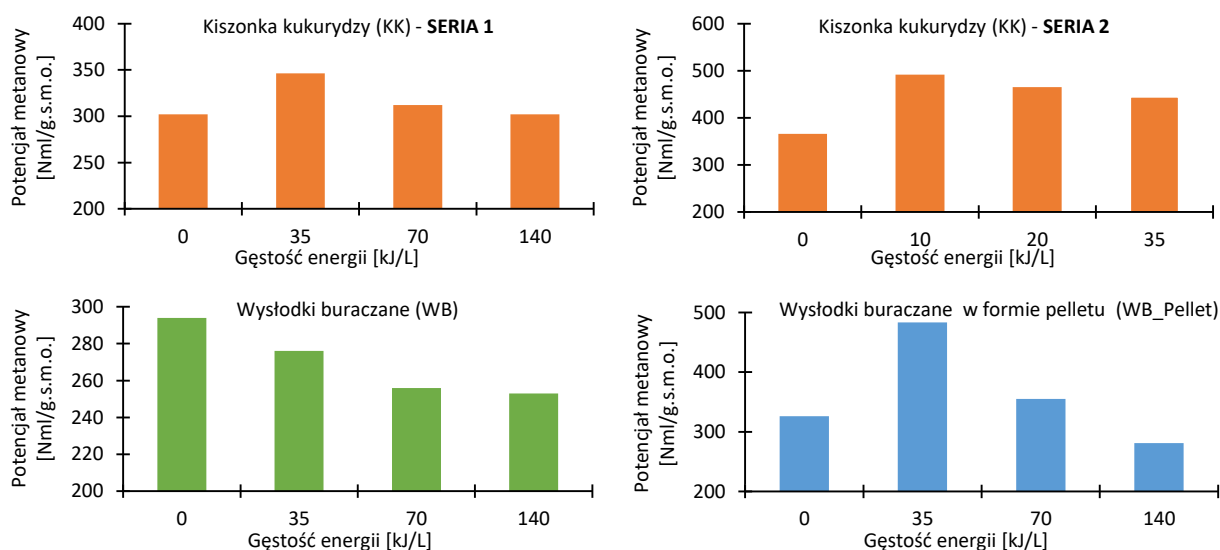 Kiszonka kukurydzy (KK) - SERIA 1
Potencjał metanowy
[Nml/g.s.m.o.]
400
350
300
250
200
0 35 70 140
Gęstość energii [kJ/L]
Kiszonka kukurydzy (KK) - SERIA 2
Potencjał metanowy
[Nml/g.s.m.o.]
600
500
400
300
200
0 10 20 35
Gęstość energii [kJ/L]
Wysłodki buraczane (WB)
Potencjał metanowy
[Nml/g.s.m.o.]
300
280
260
240
220
200
0 35 70 140
Gęstość energii [kJ/L]
Wysłodki buraczane w formie pelletu (WB_Pellet)
Potencjał metanowy
[Nml/g.s.m.o.]
500
400
300
200
0 35 70 140
Gęstość energii [kJ/L]